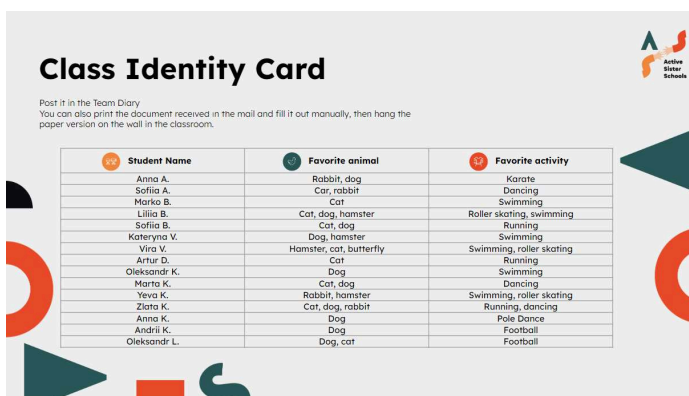 Active
Sister
Schools
Class Identity Card
Post it in the Team Diary
You can also print the document received in the mail and fill it out manually, then hang the
paper version on the wall in the classroom.
Student Name Favorite animal Favorite activity
Anna A. Rabbit, dog Karate
Sofiia A. Car, rabbit Dancing
Marko B. Cat Swimming
Liliia B. Cat, dog, hamster Roller skating, swimming
Sofiia B. Cat, dog Running
Kateryna V. Dog, hamster Swimming
Vira V. Hamster, cat, butterfly Swimming, roller skating
Artur D. Cat Running
Oleksandr K. Dog Swimming
Marta K. Cat, dog Dancing
Yeva K. Rabbit, hamster Swimming, roller skating
Zlata K. Cat, dog, rabbit Running, dancing
Anna K. Dog Pole Dance
Andrii K. Dog Football
Oleksandr L. Dog, cat Football